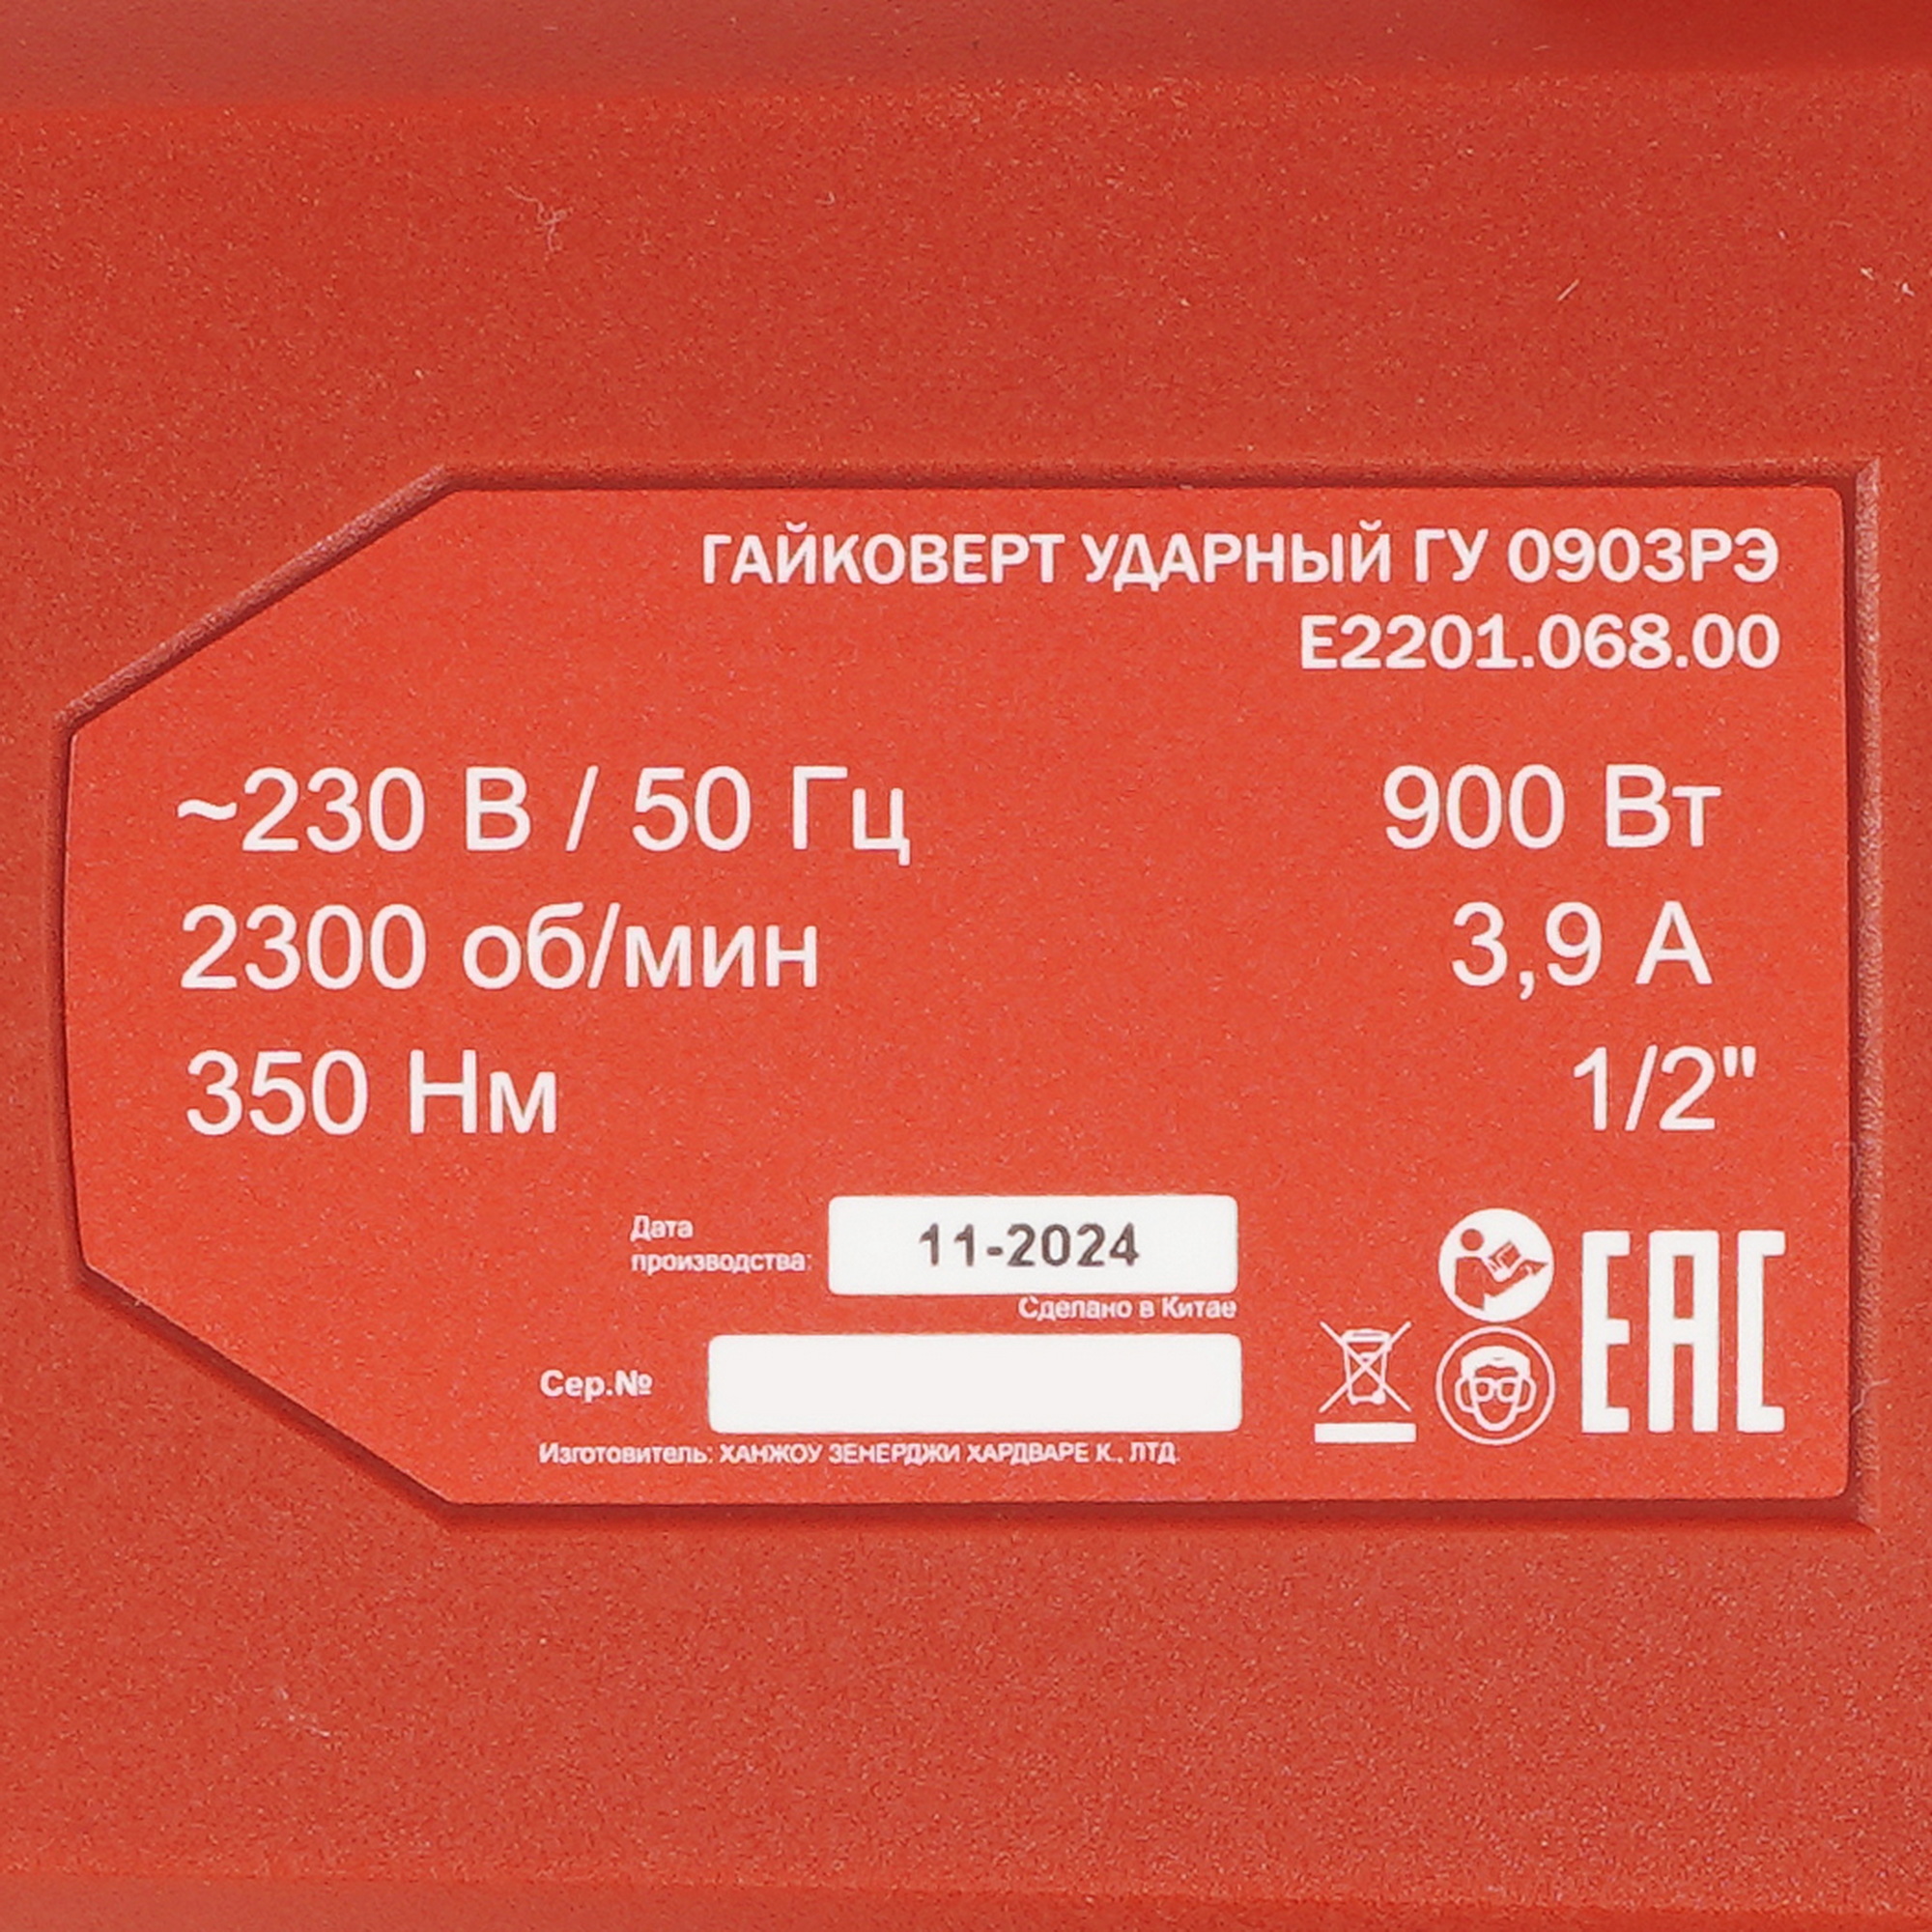 ГАЙКОВЕРТ УДАРНЫЙ ГУ 0903РЭ
Е2201.068.00
~230 В / 50 Гц 900 Вт
2300 об/мин 3,9 А
350 Нм 1/2"
Дата
производства: 11-2024
Сделано в Китае
Сер.№
Изготовитель: ХАНЖОУ ЗЕНЕРДЖИ ХАРДВАРЕ К., ЛТД
ЕАС